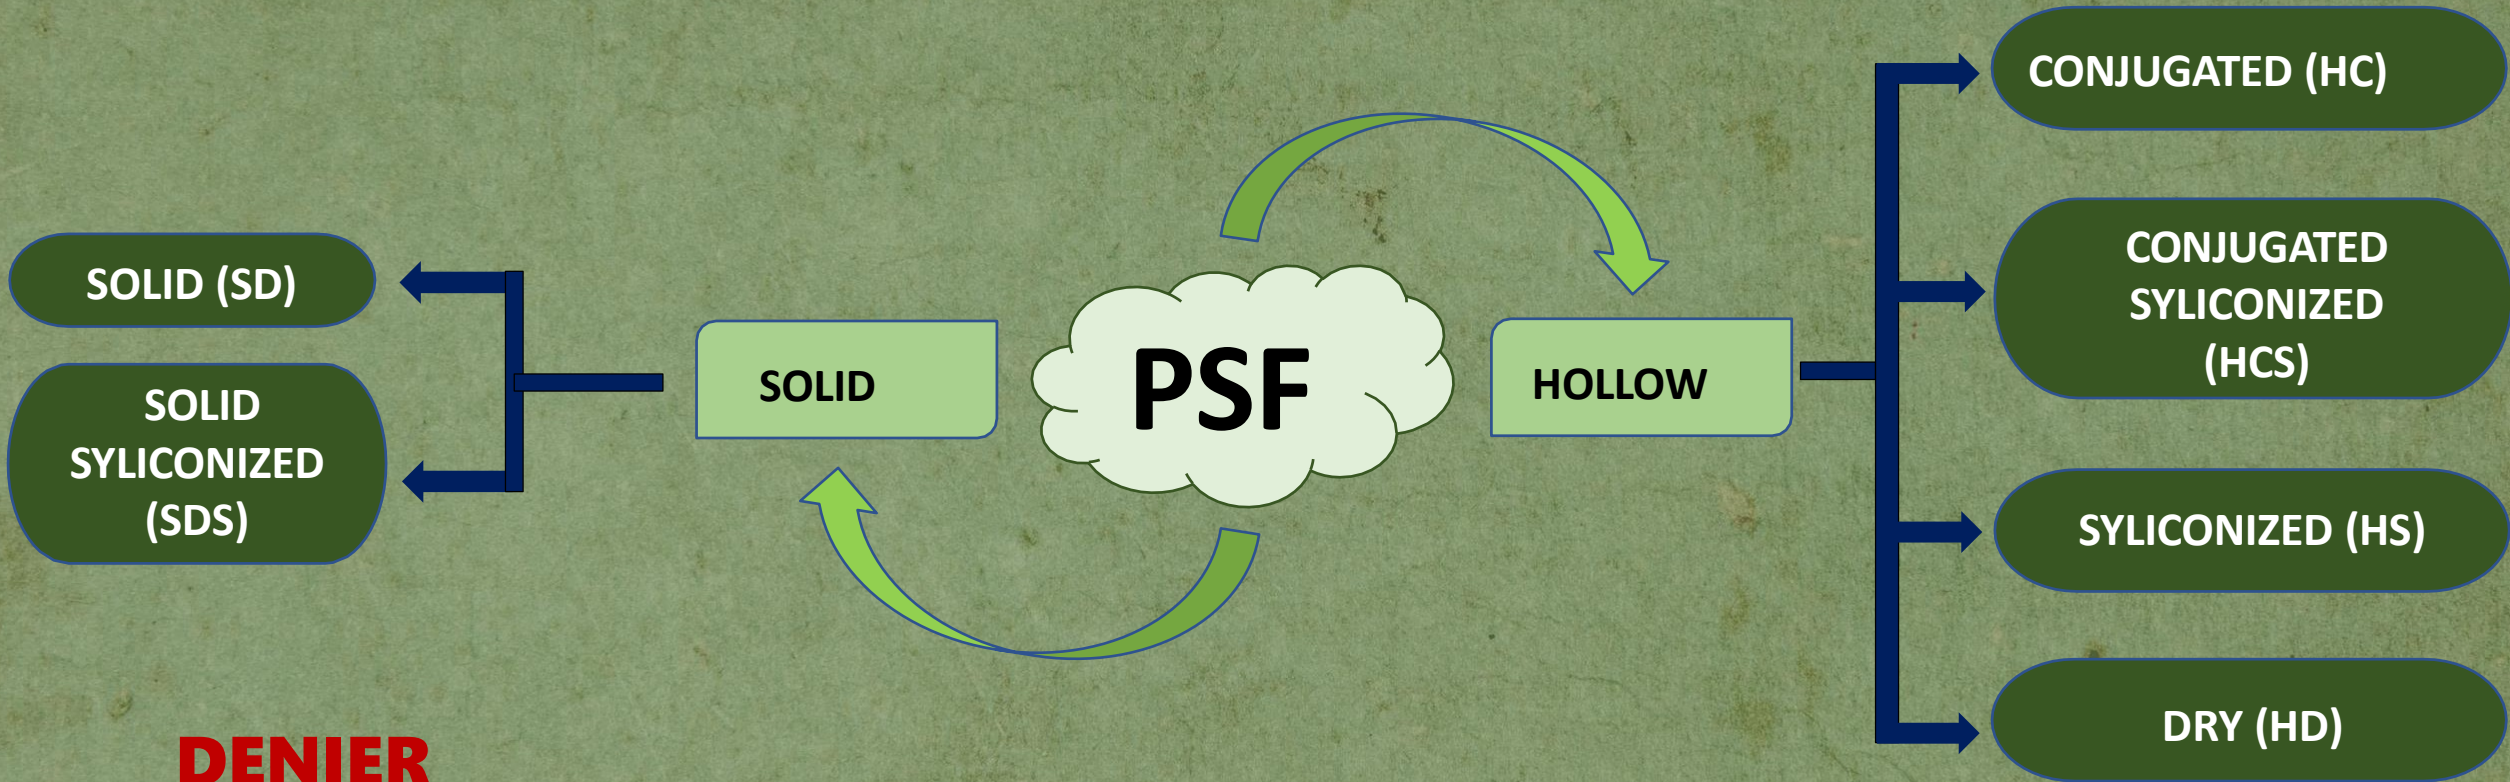 SOLID (SD)
SOLID
SYLICONIZED
(SDS)
SOLID
PSF
HOLLOW
CONJUGATED (HC)
CONJUGATED
SYLICONIZED
(HCS)
SYLICONIZED (HS)
DRY (HD)
DENIER